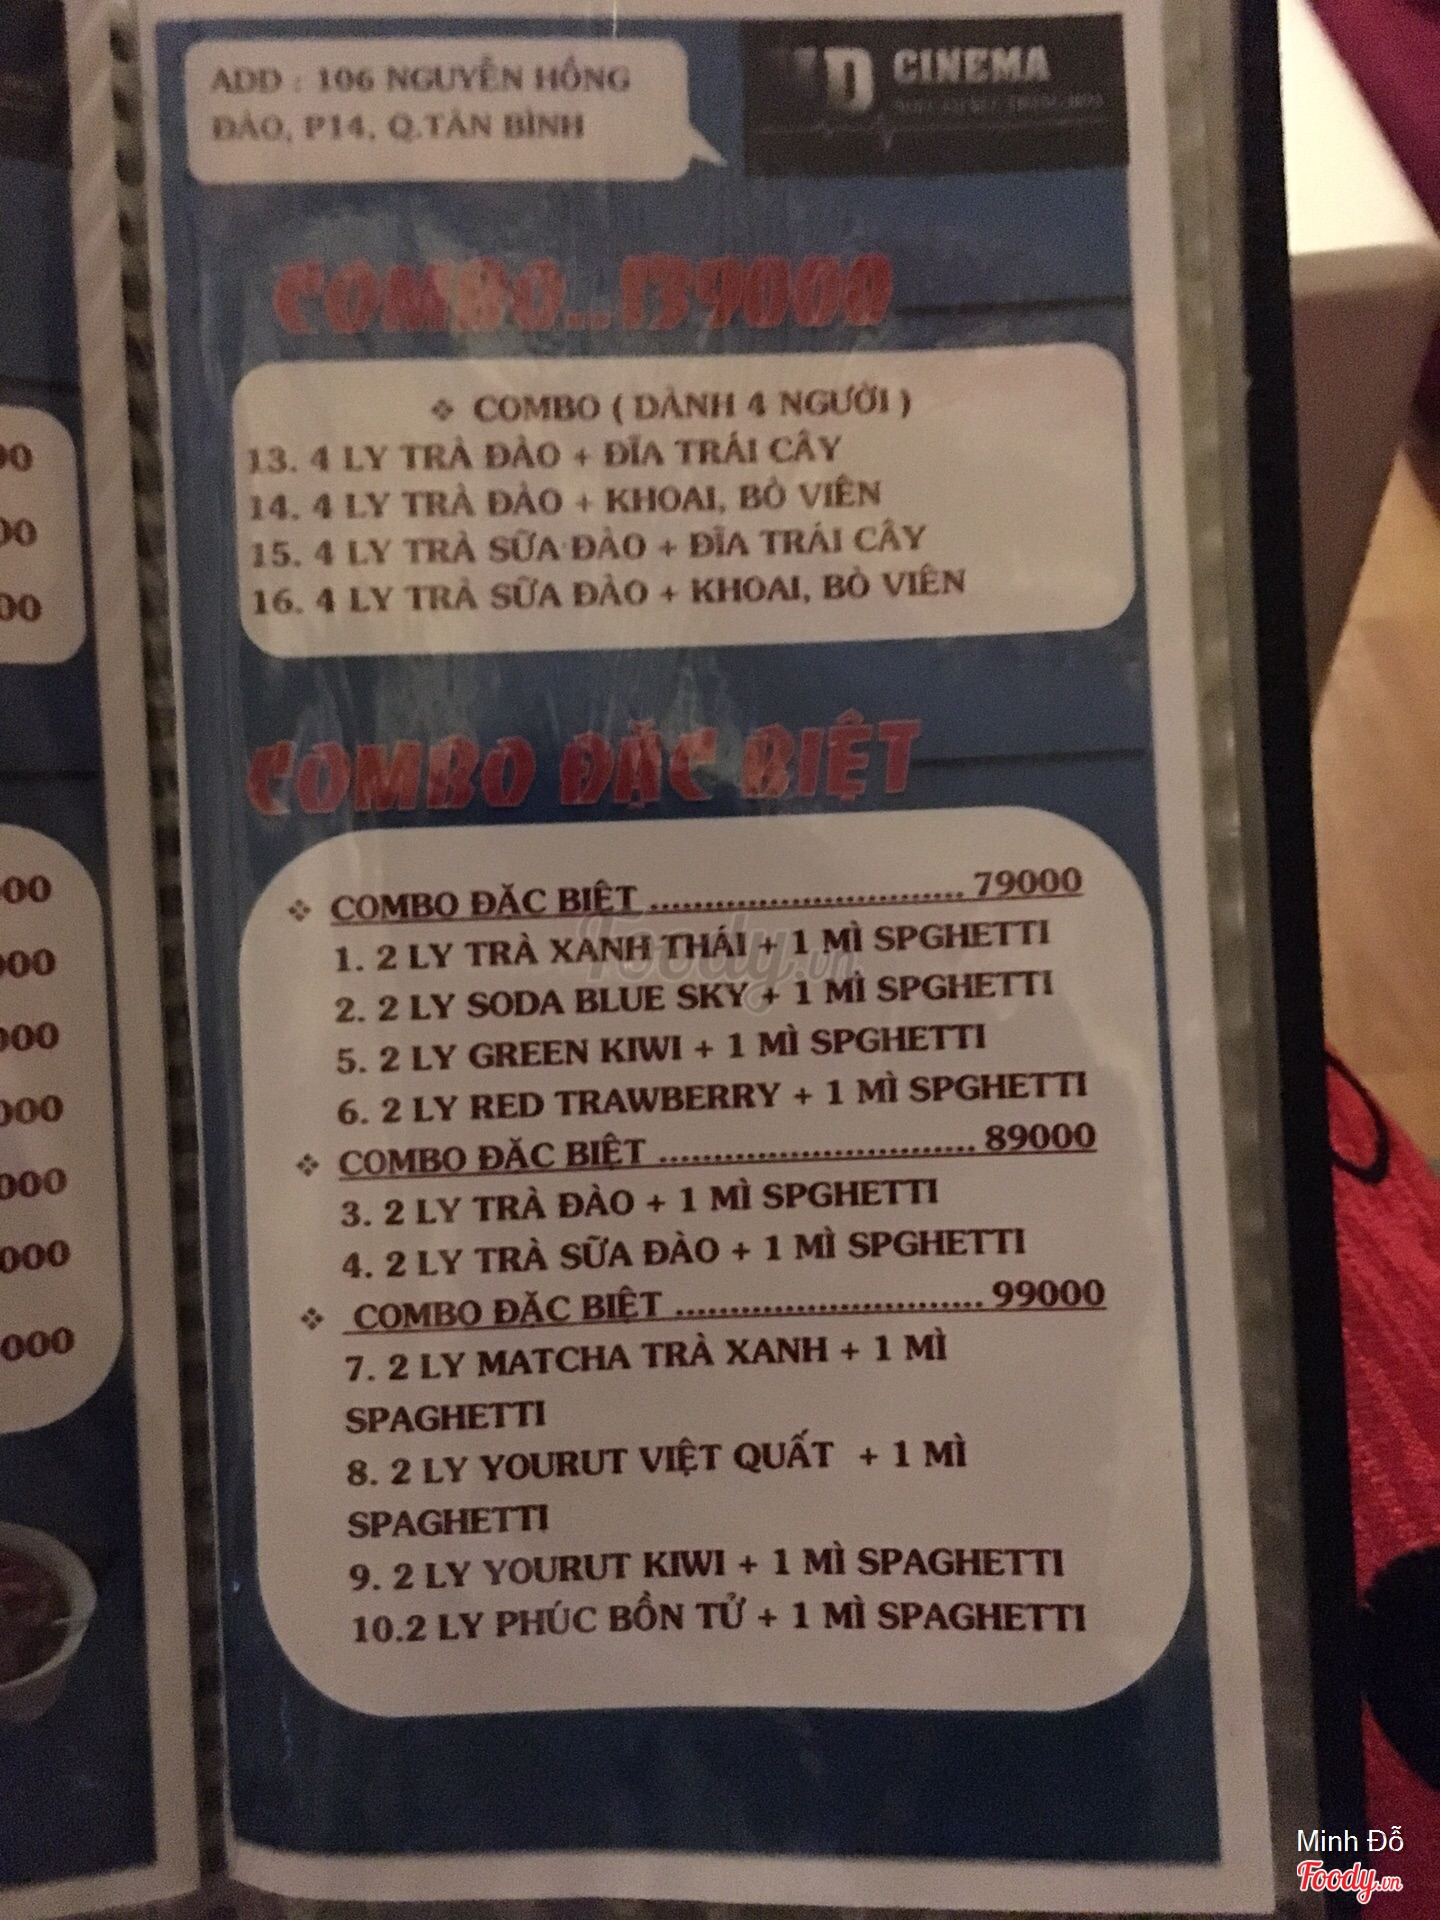 ADD : 106 NGUYỄN HỒNG
ĐÀO, P14, Q.TÂN BÌNH
D CINEMA
COMBO...139000
❖ COMBO ( DÀNH 4 NGƯỜI )
13. 4 LY TRÀ ĐÀO + ĐĨA TRÁI CÂY
14. 4 LY TRÀ ĐÀO + KHOAI, BÒ VIÊN
15. 4 LY TRÀ SỮA ĐÀO + ĐĨA TRÁI CÂY
16. 4 LY TRÀ SỮA ĐÀO + KHOAI, BÒ VIÊN
COMBO ĐẶC BIỆT
❖ COMBO ĐẶC BIỆT ............................ 79000
1. 2 LY TRÀ XANH THÁI + 1 MÌ SPGHETTI
2. 2 LY SODA BLUE SKY + 1 MÌ SPGHETTI
5. 2 LY GREEN KIWI + 1 MÌ SPGHETTI
6. 2 LY RED TRAWBERRY + 1 MÌ SPGHETTI
❖ COMBO ĐẶC BIỆT ............................ 89000
3. 2 LY TRÀ ĐÀO + 1 MÌ SPGHETTI
4. 2 LY TRÀ SỮA ĐÀO + 1 MÌ SPGHETTI
❖ COMBO ĐẶC BIỆT ............................ 99000
7. 2 LY MATCHA TRÀ XANH + 1 MÌ
SPAGHETTI
8. 2 LY YOURUT VIỆT QUẤT + 1 MÌ
SPAGHETTI
9. 2 LY YOURUT KIWI + 1 MÌ SPAGHETTI
10.2 LY PHÚC BỒN TỬ + 1 MÌ SPAGHETTI
Foody.vn
Minh Đỗ
Foody.vn